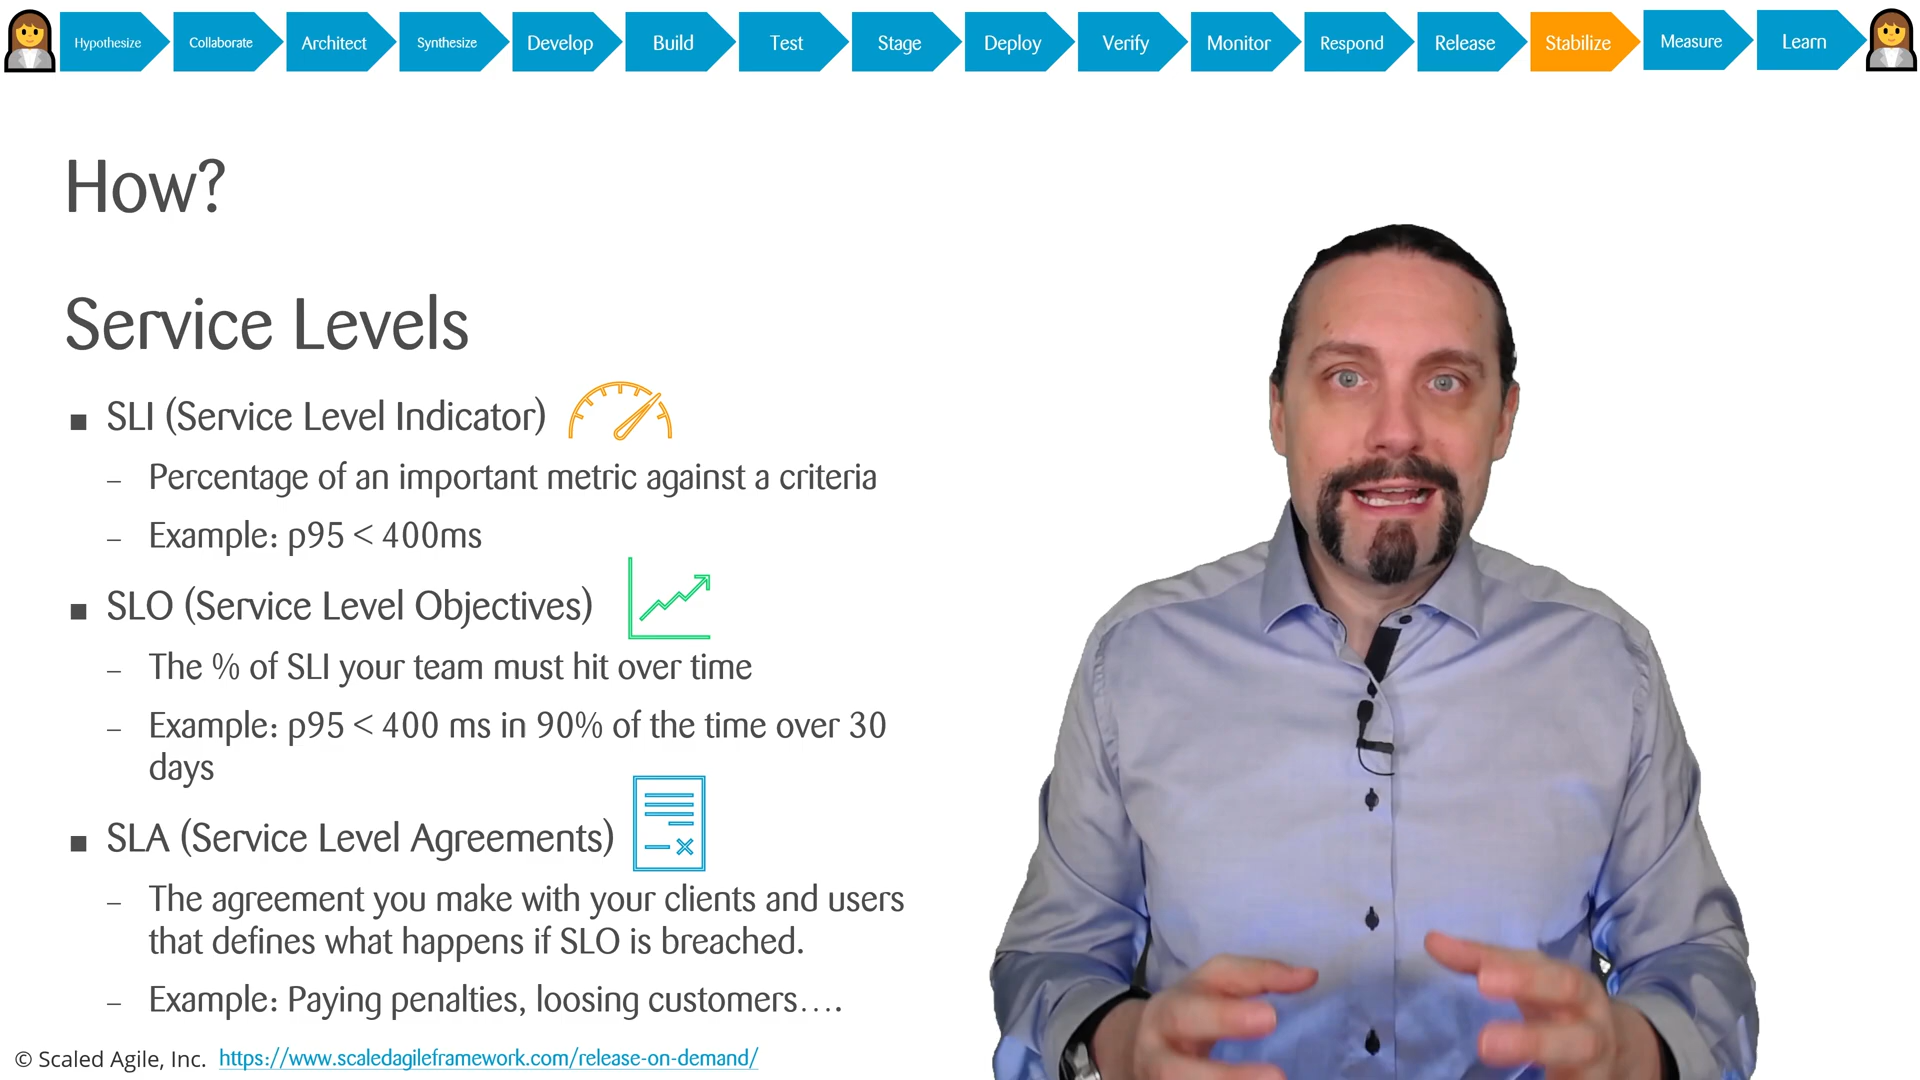 Hypothesize Collaborate Architect Synthesize Develop Build Test Stage Deploy Verify Monitor Respond Release Stabilize Measure Learn
How?
Service Levels
■ SLI (Service Level Indicator)
– Percentage of an important metric against a criteria
– Example: p95 < 400ms
■ SLO (Service Level Objectives)
– The % of SLI your team must hit over time
– Example: p95 < 400 ms in 90% of the time over 30
days
■ SLA (Service Level Agreements)
– The agreement you make with your clients and users
that defines what happens if SLO is breached.
– Example: Paying penalties, loosing customers….
© Scaled Agile, Inc. https://www.scaledagileframework.com/release-on-demand/